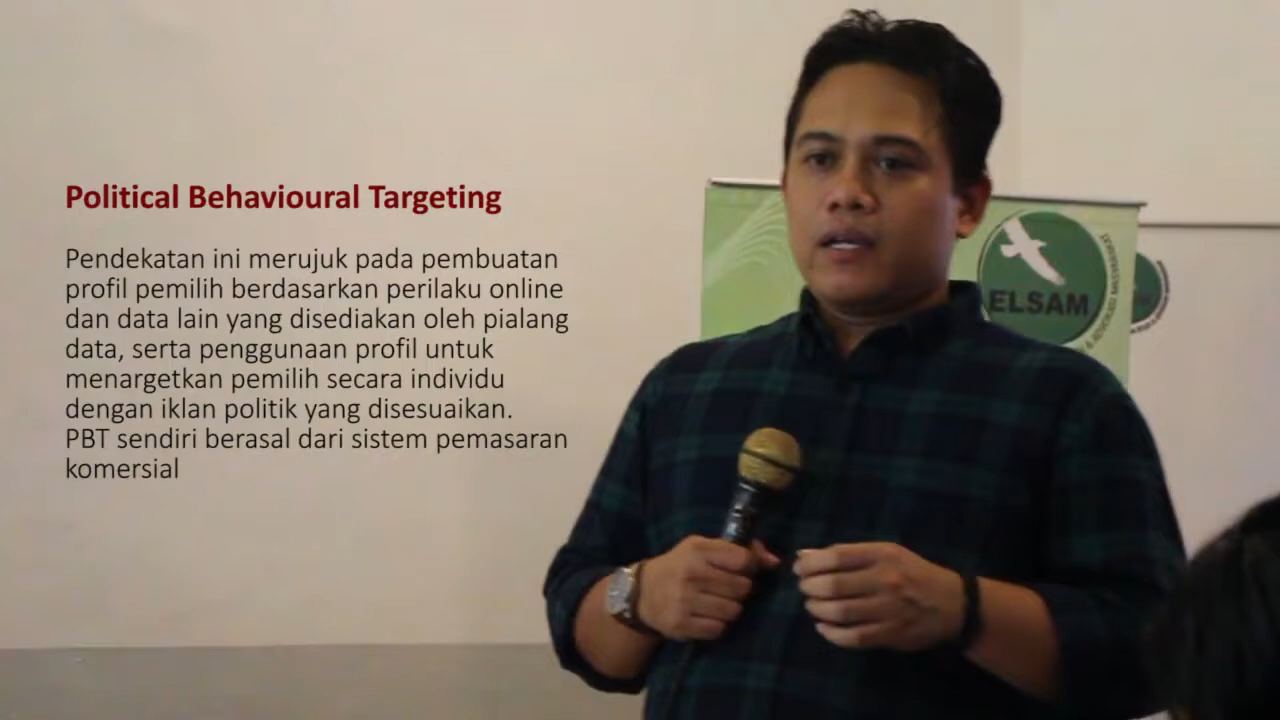 Political Behavioural Targeting
Pendekatan ini merujuk pada pembuatan
profil pemilih berdasarkan perilaku online
dan data lain yang disediakan oleh pialang
data, serta penggunaan profil untuk
menargetkan pemilih secara individu
dengan iklan politik yang disesuaikan.
PBT sendiri berasal dari sistem pemasaran
komersial
ELSAM
& ADVOKASI MASYARAKAT